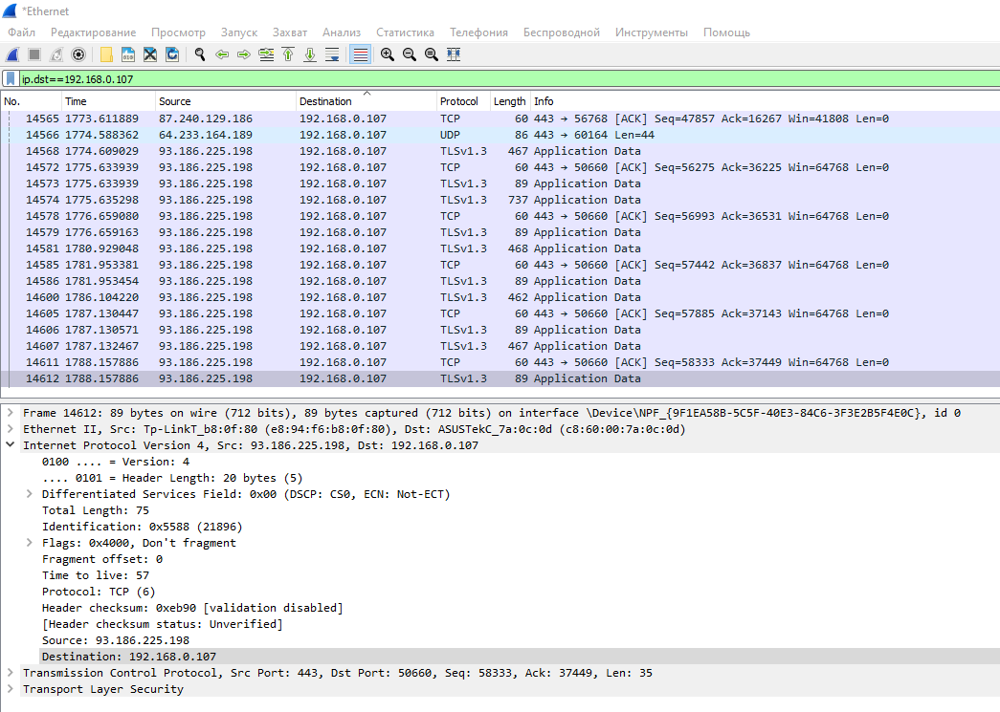 *Ethernet
Файл Редактирование Просмотр Запуск Захват Анализ Статистика Телефония Беспроводной Инструменты Помощь
ip.dst==192.168.0.107
No. Time Source Destination Protocol Length Info
14565 1773.611889 87.240.129.186 192.168.0.107 TCP 60 443 → 56768 [ACK] Seq=47857 Ack=16267 Win=41808 Len=0
14566 1774.588362 64.233.164.189 192.168.0.107 UDP 86 443 → 60164 Len=44
14568 1774.609029 93.186.225.198 192.168.0.107 TLSv1.3 467 Application Data
14572 1775.633939 93.186.225.198 192.168.0.107 TCP 60 443 → 50660 [ACK] Seq=56275 Ack=36225 Win=64768 Len=0
14573 1775.633939 93.186.225.198 192.168.0.107 TLSv1.3 89 Application Data
14574 1775.635298 93.186.225.198 192.168.0.107 TLSv1.3 737 Application Data
14578 1776.659080 93.186.225.198 192.168.0.107 TCP 60 443 → 50660 [ACK] Seq=56993 Ack=36531 Win=64768 Len=0
14579 1776.659163 93.186.225.198 192.168.0.107 TLSv1.3 89 Application Data
14581 1780.929048 93.186.225.198 192.168.0.107 TLSv1.3 468 Application Data
14585 1781.953381 93.186.225.198 192.168.0.107 TCP 60 443 → 50660 [ACK] Seq=57442 Ack=36837 Win=64768 Len=0
14586 1781.953454 93.186.225.198 192.168.0.107 TLSv1.3 89 Application Data
14600 1786.104220 93.186.225.198 192.168.0.107 TLSv1.3 462 Application Data
14605 1787.130447 93.186.225.198 192.168.0.107 TCP 60 443 → 50660 [ACK] Seq=57885 Ack=37143 Win=64768 Len=0
14606 1787.130571 93.186.225.198 192.168.0.107 TLSv1.3 89 Application Data
14607 1787.132467 93.186.225.198 192.168.0.107 TLSv1.3 467 Application Data
14611 1788.157886 93.186.225.198 192.168.0.107 TCP 60 443 → 50660 [ACK] Seq=58333 Ack=37449 Win=64768 Len=0
14612 1788.157886 93.186.225.198 192.168.0.107 TLSv1.3 89 Application Data
Frame 14612: 89 bytes on wire (712 bits), 89 bytes captured (712 bits) on interface \Device\NPF_{9F1EA58B-5C5F-40E3-84C6-3F3E2B5F4E0C}, id 0
Ethernet II, Src: Tp-LinkT_b8:0f:80 (e8:94:f6:b8:0f:80), Dst: ASUSTekC_7a:0c:0d (c8:60:00:7a:0c:0d)
Internet Protocol Version 4, Src: 93.186.225.198, Dst: 192.168.0.107
0100 .... = Version: 4
.... 0101 = Header Length: 20 bytes (5)
Differentiated Services Field: 0x00 (DSCP: CS0, ECN: Not-ECT)
Total Length: 75
Identification: 0x5588 (21896)
Flags: 0x4000, Don't fragment
Fragment offset: 0
Time to live: 57
Protocol: TCP (6)
Header checksum: 0xeb90 [validation disabled]
[Header checksum status: Unverified]
Source: 93.186.225.198
Destination: 192.168.0.107
Transmission Control Protocol, Src Port: 443, Dst Port: 50660, Seq: 58333, Ack: 37449, Len: 35
Transport Layer Security